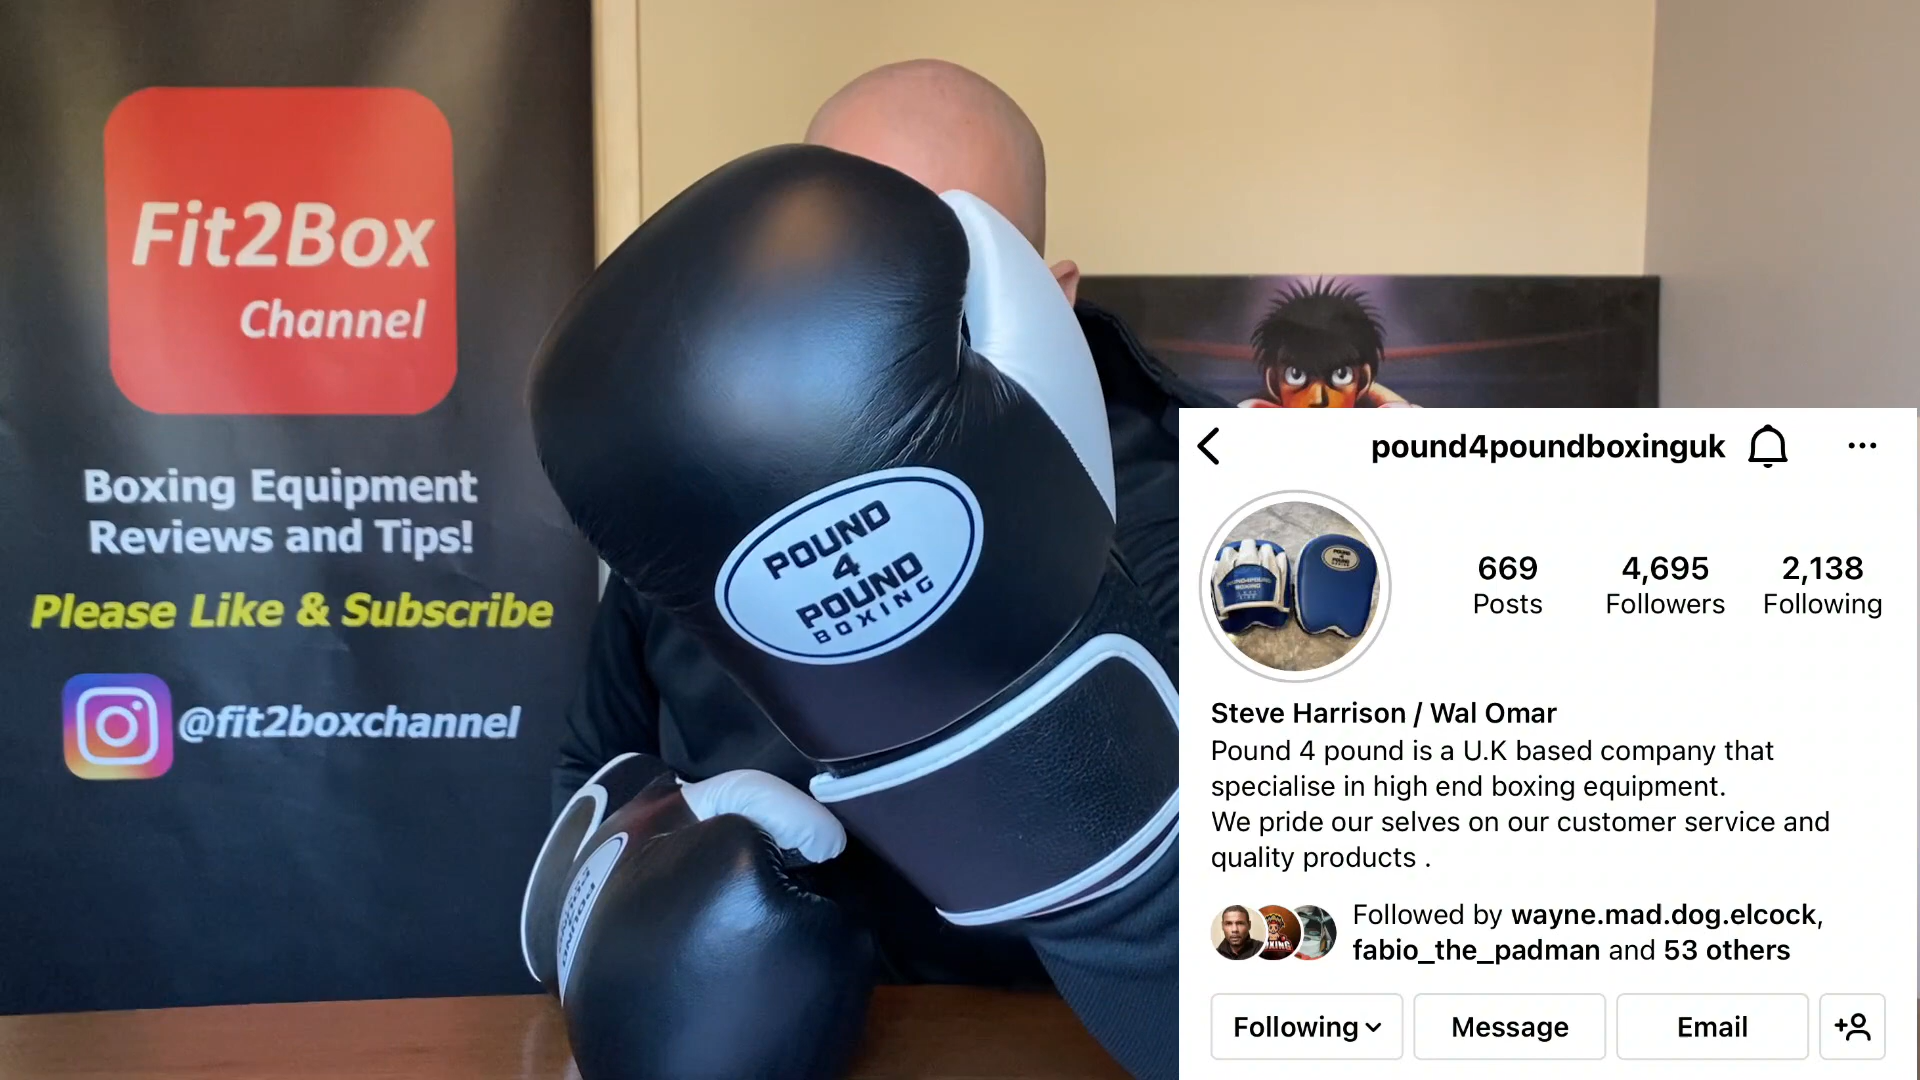 Fit2Box
Channel
Boxing Equipment
Reviews and Tips!
Please Like & Subscribe
@fit2boxchannel
POUND
4
POUND
BOXING
POUND
pound4poundboxinguk
669
Posts
4,695
Followers
2,138
Following
Steve Harrison / Wal Omar
Pound 4 pound is a U.K based company that
specialise in high end boxing equipment.
We pride our selves on our customer service and
quality products .
Followed by wayne.mad.dog.elcock,
fabio_the_padman and 53 others
Following
Message
Email